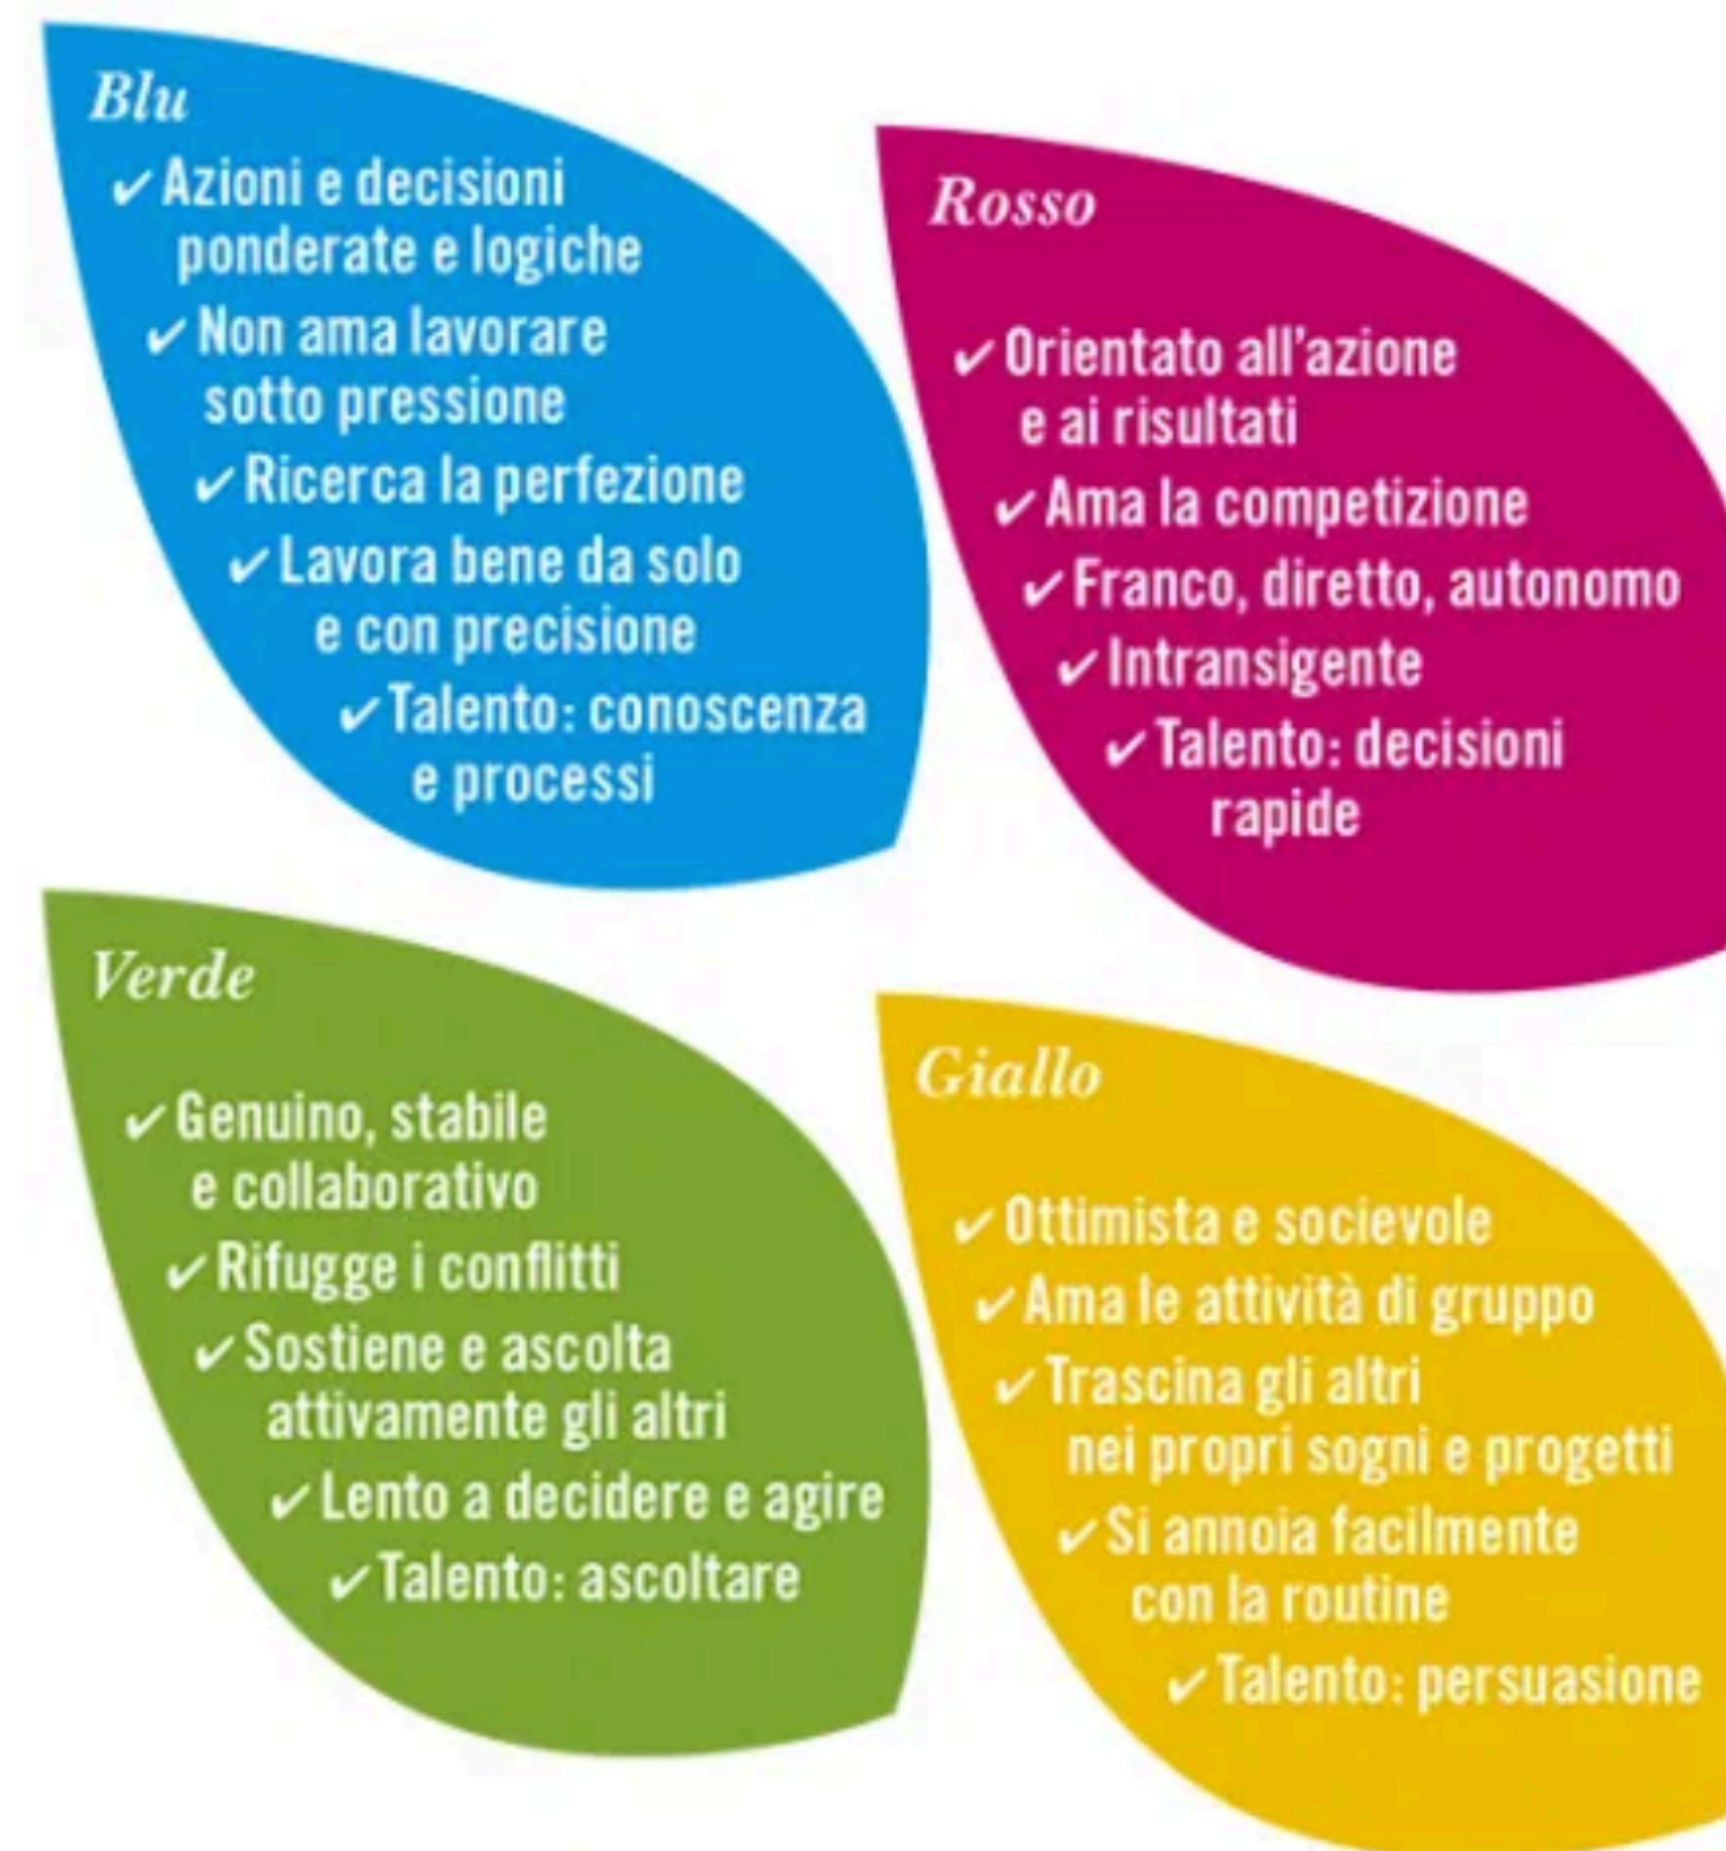 Blu
✔ Azioni e decisioni
ponderate e logiche
✔ Non ama lavorare
sotto pressione
✔ Ricerca la perfezione
✔ Lavora bene da solo
e con precisione
✔ Talento: conoscenza
e processi
Rosso
✔ Orientato all'azione
e ai risultati
✔ Ama la competizione
✔ Franco, diretto, autonomo
✔ Intransigente
✔ Talento: decisioni
rapide
Verde
✔ Genuino, stabile
e collaborativo
✔ Rifugge i conflitti
✔ Sostiene e ascolta
attivamente gli altri
✔ Lento a decidere e agire
✔ Talento: ascoltare
Giallo
✔ Ottimista e socievole
✔ Ama le attività di gruppo
✔ Trascina gli altri
nei propri sogni e progetti
✔ Si annoia facilmente
con la routine
✔ Talento: persuasione